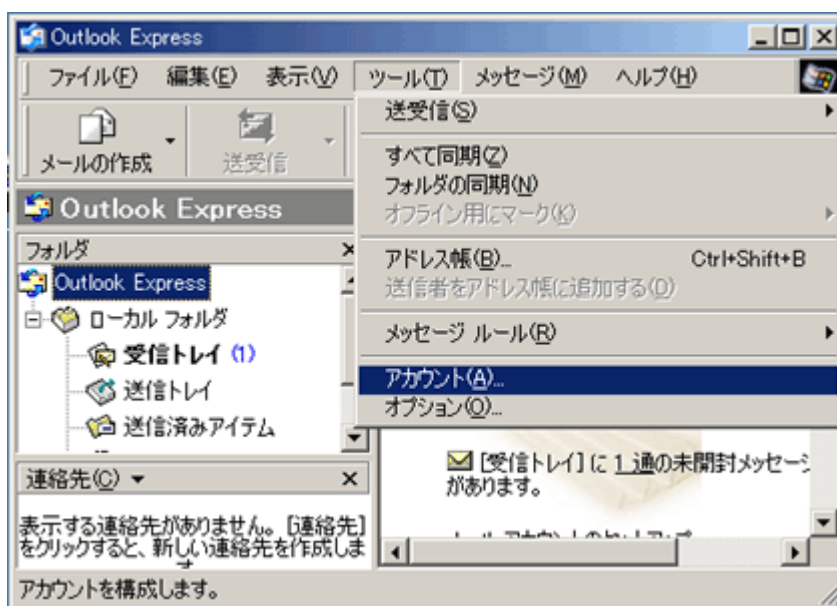 Outlook Express
ファイル(F) 編集(E) 表示(V) ツール(T) メッセージ(M) ヘルプ(H)
メールの作成 送受信
Outlook Express
フォルダ
Outlook Express
ローカル フォルダ
受信トレイ (1)
送信トレイ
送信済みアイテム
送受信(S)
すべて同期(Z)
フォルダの同期(N)
オフライン用にマーク(K)
アドレス帳(B)... Ctrl+Shift+B
送信者をアドレス帳に追加する(D)
メッセージ ルール(R)
アカウント(A)...
オプション(O)...
[受信トレイ] に 1 通の未開封メッセージ
があります。
連絡先(C)
表示する連絡先がありません。[連絡先]
をクリックすると、新しい連絡先を作成しま
アカウントを構成します。